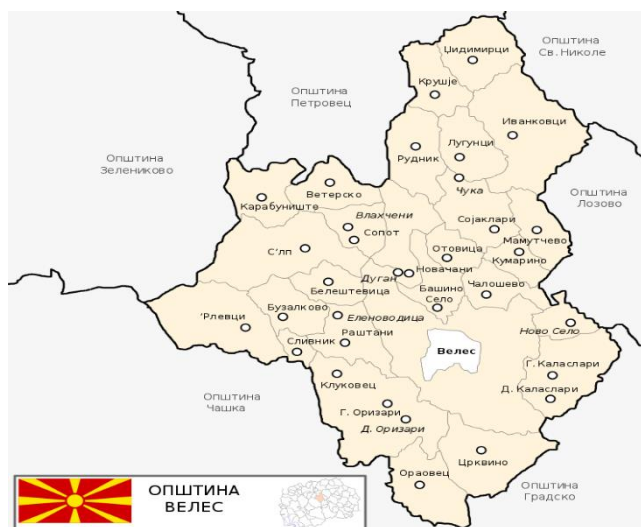 Џидимирци
ОПШТИНА
Св. НИКОЛЕ
Крушје
ОПШТИНА
ПЕТРОВЕЦ
Иванковци
Рудник
Лугунци
ОПШТИНА
ЗЕЛЕНИКОВО
Чука
ОПШТИНА
ЛОЗОВО
Ветерско
Карабуниште
Влахчени
Сојаклари
Сопот
Мамутчево
Отовица
С'лп
Кумарино
Дуган
Новачани
Белештевица
Башино
Село
Чалошево
'Рлевци
Бузалково
Еленоводица
Ново Село
Сливник
Раштани
Велес
Г. Каласлари
Клуковец
Д. Каласлари
ОПШТИНА
ЧАШКА
Г. Оризари
Д. Оризари
Црквино
Ораовец
ОПШТИНА
ГРАДСКО
ОПШТИНА
ВЕЛЕС